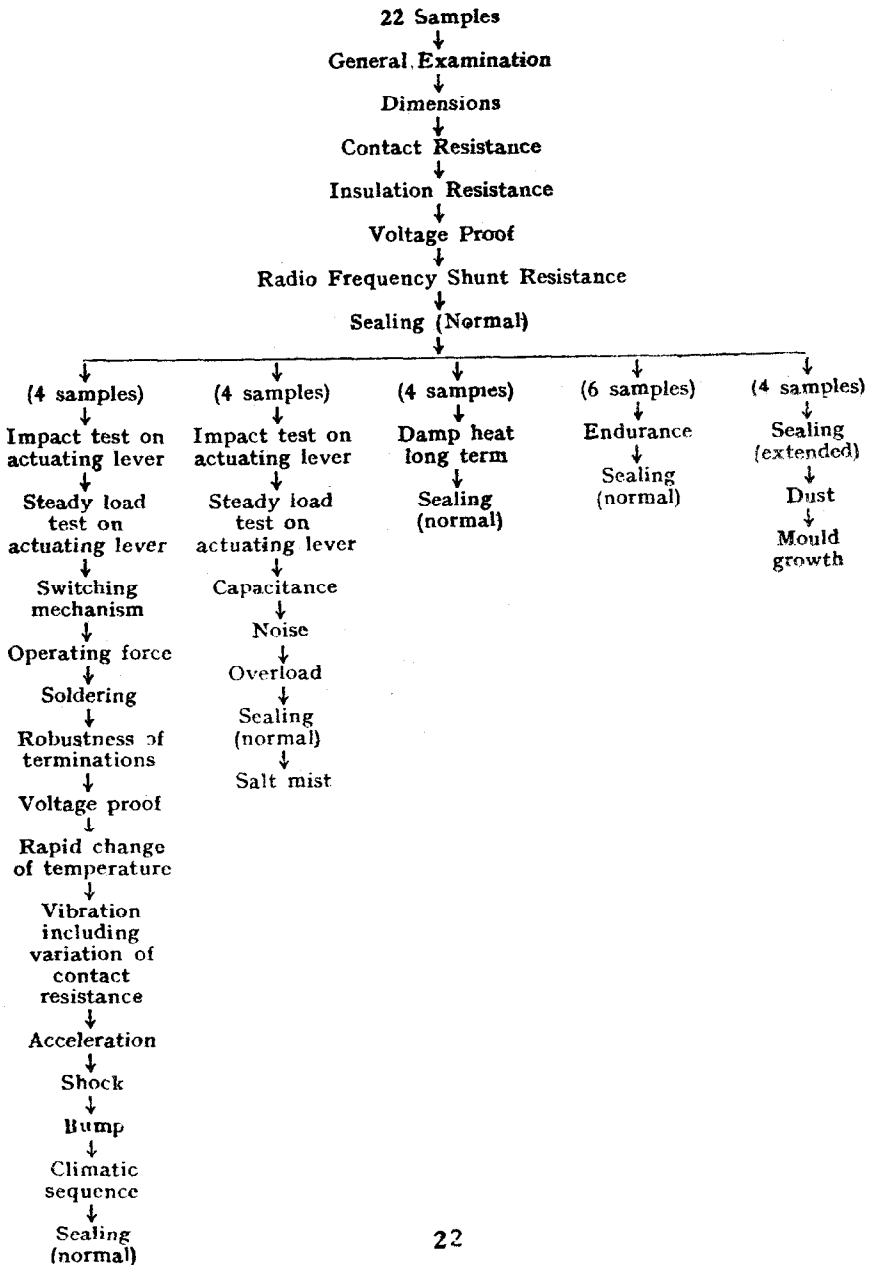 22 Samples
General Examination
Dimensions
Contact Resistance
Insulation Resistance
Voltage Proof
Radio Frequency Shunt Resistance
Sealing (Normal)
(4 samples)
Impact test on
actuating lever
Steady load
test on
actuating lever
Switching
mechanism
Operating force
Soldering
Robustness of
terminations
Voltage proof
Rapid change
of temperature
Vibration
including
variation of
contact
resistance
Acceleration
Shock
Bump
Climatic
sequence
Sealing
(normal)
(4 samples)
Impact test on
actuating lever
Steady load
test on
actuating lever
Capacitance
Noise
Overload
Sealing
(normal)
Salt mist
(4 samples)
Damp heat
long term
Sealing
(normal)
(6 samples)
Endurance
Sealing
(normal)
(4 samples)
Sealing
(extended)
Dust
Mould
growth
22